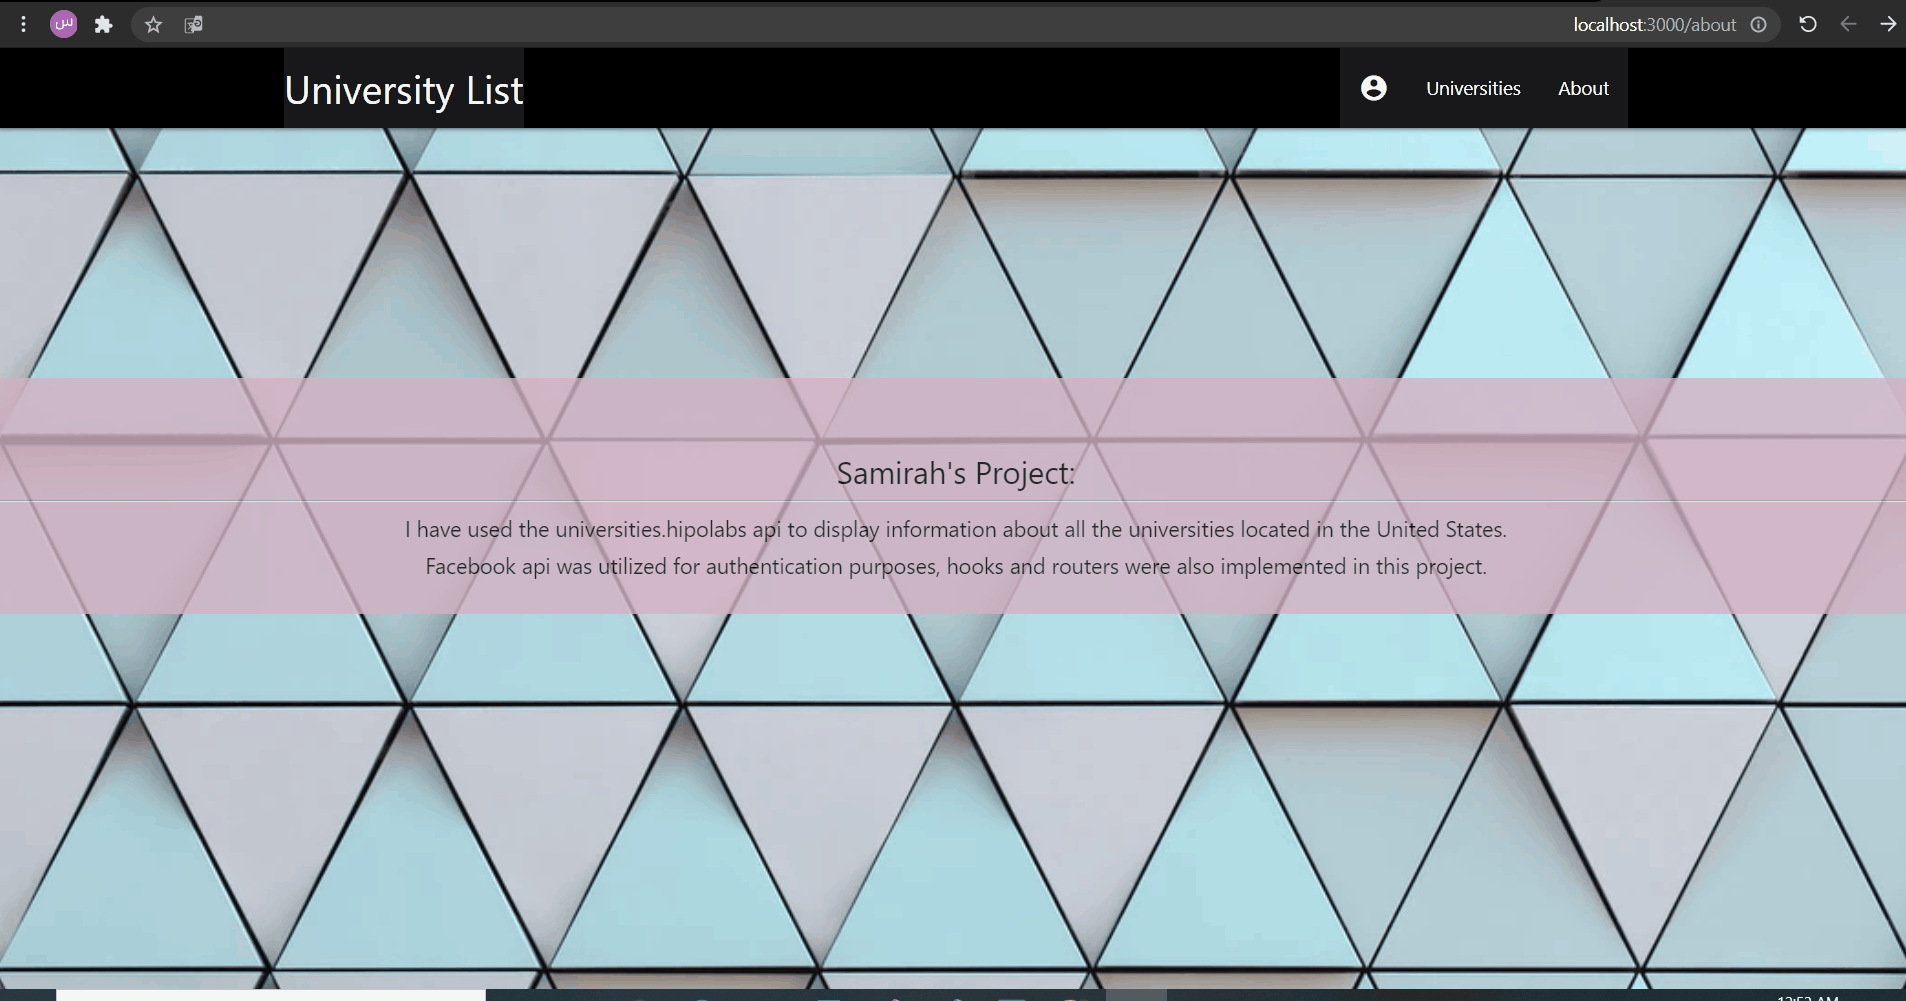 س
localhost:3000/about
University List
Universities
About
Samirah's Project:
I have used the universities.hipolabs api to display information about all the universities located in the United States.
Facebook api was utilized for authentication purposes, hooks and routers were also implemented in this project.